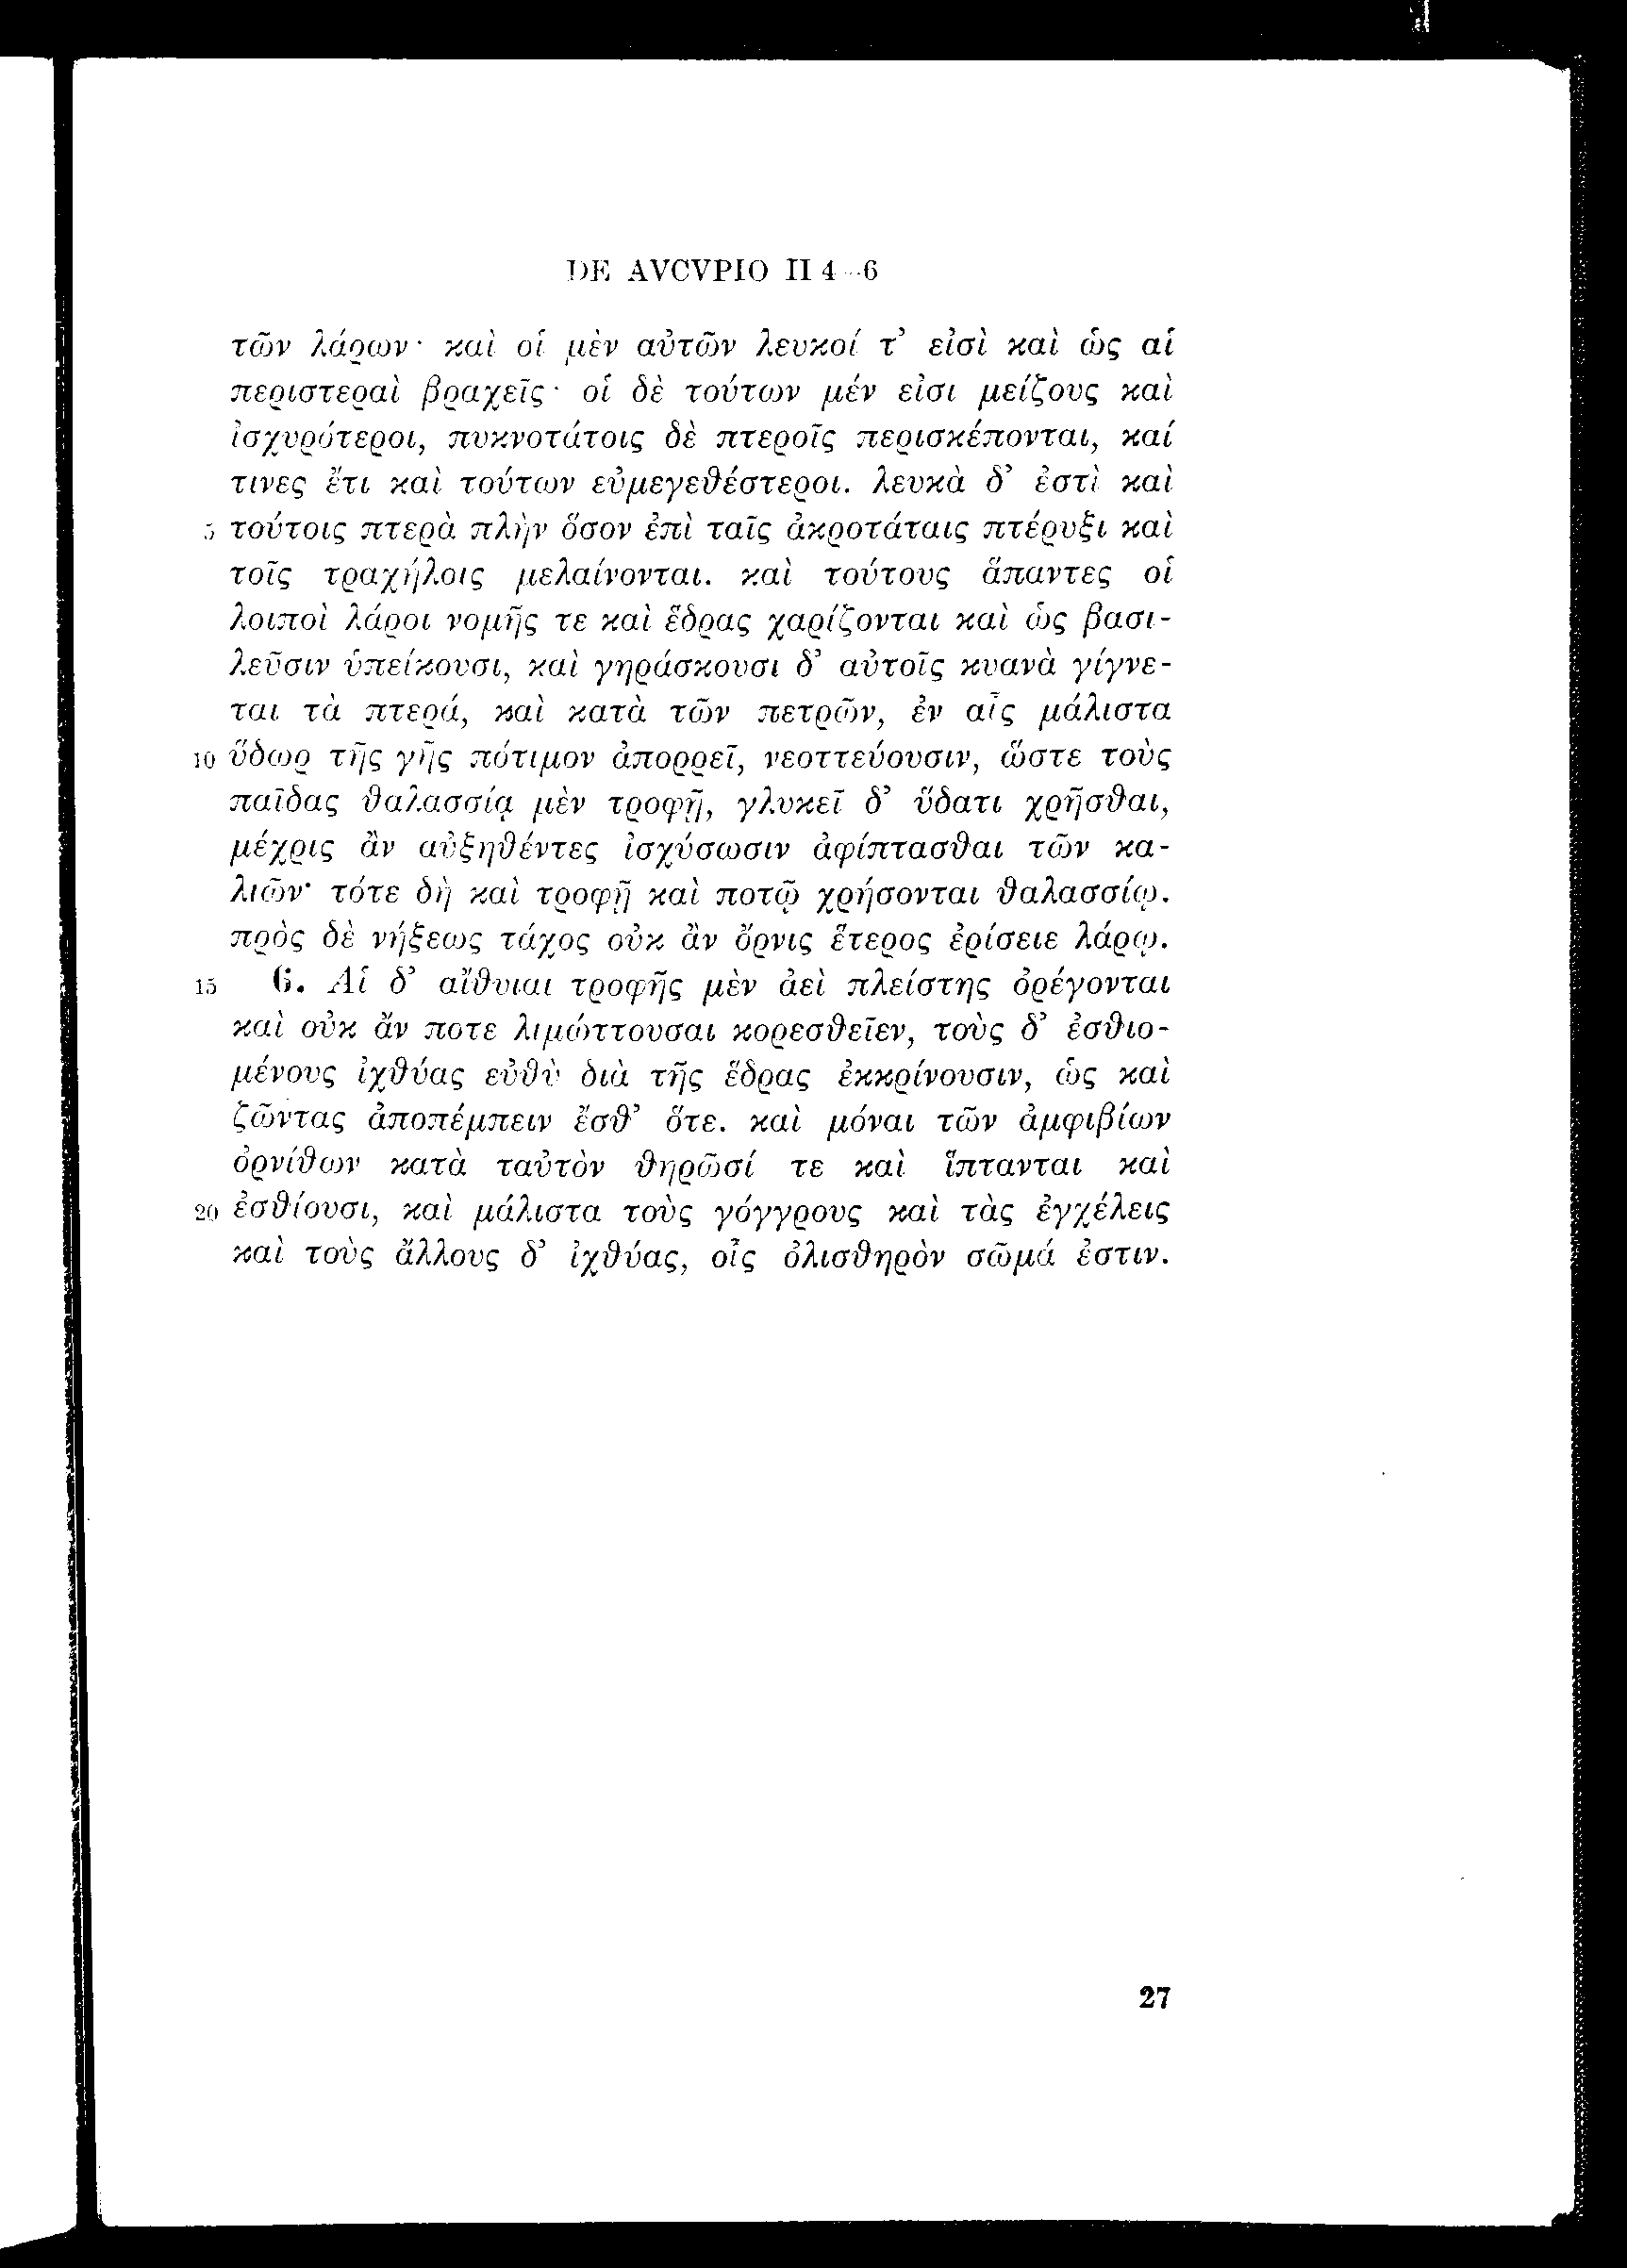 DE AVCVPIO II 4–6
τῶν λάρων· καὶ οἱ μὲν αὐτῶν λευκοί τ’ εἰσὶ καὶ ὡς αἱ
περιστεραὶ βραχεῖς· οἱ δὲ τούτων μέν εἰσι μείζους καὶ
ἰσχυρότεροι, πυκνοτάτοις δὲ πτεροῖς περισκέπονται, καί
τινες ἔτι καὶ τούτων εὐμεγεθέστεροι. λευκὰ δ’ ἐστὶ καὶ
5 τούτοις πτερὰ πλὴν ὅσον ἐπὶ ταῖς ἀκροτάταις πτέρυξι καὶ
τοῖς τραχήλοις μελαίνονται. καὶ τούτους ἅπαντες οἱ
λοιποὶ λάροι νομῆς τε καὶ ἕδρας χαρίζονται καὶ ὡς βασι-
λεῦσιν ὑπείκουσι, καὶ γηράσκουσι δ’ αὐτοῖς κυανὰ γίγνε-
ται τὰ πτερά, καὶ κατὰ τῶν πετρῶν, ἐν αἷς μάλιστα
10 ὕδωρ τῆς γῆς πότιμον ἀπορρεῖ, νεοττεύουσιν, ὥστε τοὺς
παῖδας θαλασσίᾳ μὲν τροφῇ, γλυκεῖ δ’ ὕδατι χρῆσθαι,
μέχρις ἂν αὐξηθέντες ἰσχύσωσιν ἀφίπτασθαι τῶν κα-
λιῶν· τότε δὴ καὶ τροφῇ καὶ ποτῷ χρήσονται θαλασσίῳ.
πρὸς δὲ νήξεως τάχος οὐκ ἂν ὄρνις ἕτερος ἐρίσειε λάρῳ.
15 6. Αἱ δ’ αἴθυιαι τροφῆς μὲν ἀεὶ πλείστης ὀρέγονται
καὶ οὐκ ἄν ποτε λιμώττουσαι κορεσθεῖεν, τοὺς δ’ ἐσθιο-
μένους ἰχθύας εὐθὺ διὰ τῆς ἕδρας ἐκκρίνουσιν, ὡς καὶ
ζῶντας ἀποπέμπειν ἔσθ’ ὅτε. καὶ μόναι τῶν ἀμφιβίων
ὀρνίθων κατὰ ταὐτὸν θηρῶσί τε καὶ ἵπτανται καὶ
20 ἐσθίουσι, καὶ μάλιστα τοὺς γόγγρους καὶ τὰς ἐγχέλεις
καὶ τοὺς ἄλλους δ’ ἰχθύας, οἷς ὀλισθηρὸν σῶμά ἐστιν.
27